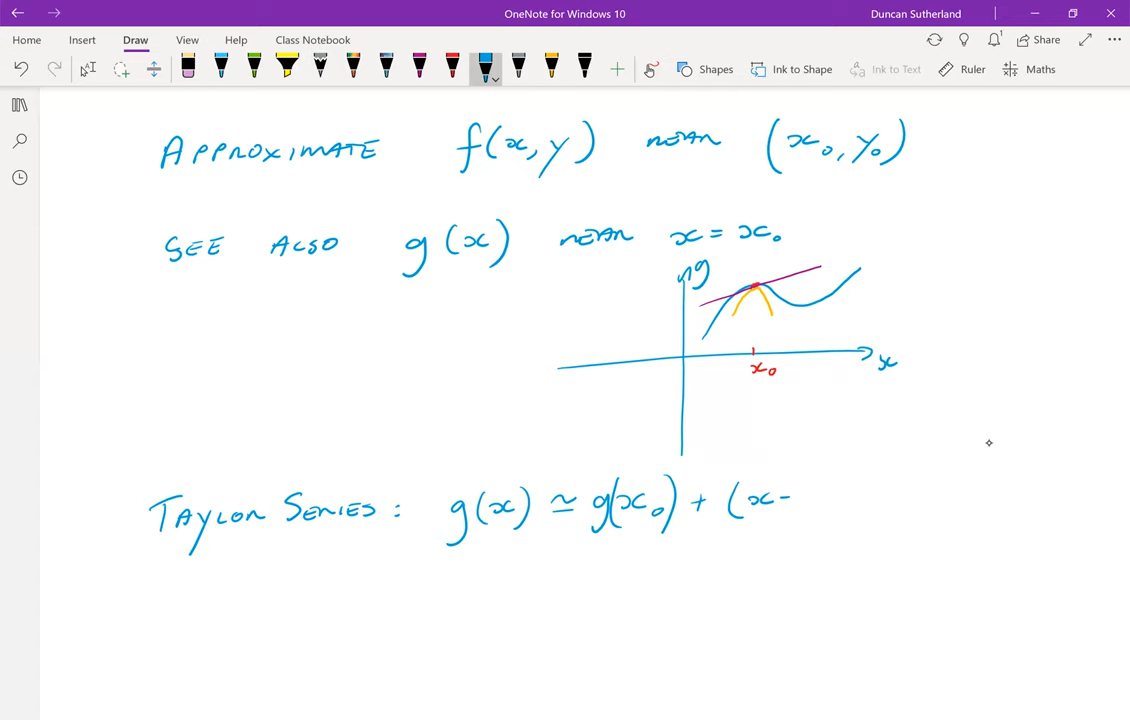 OneNote for Windows 10
Duncan Sutherland
Home Insert Draw View Help Class Notebook
Share
Shapes Ink to Shape Ink to Text Ruler Maths
APPROXIMATE f(x, y) NEAR (x₀, y₀)
SEE ALSO g(x) NEAR x = x₀
g
x
x₀
TAYLOR SERIES : g(x) ≃ g(x₀) + (x-